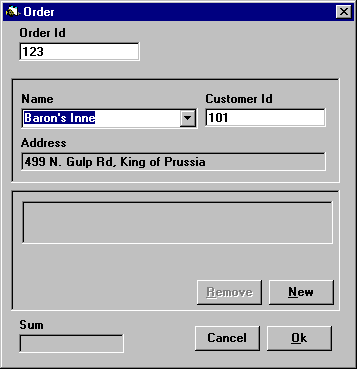 Order
Order Id
123
Name Customer Id
Baron's Inne 101
Address
499 N. Gulp Rd, King of Prussia
Remove New
Sum
Cancel Ok